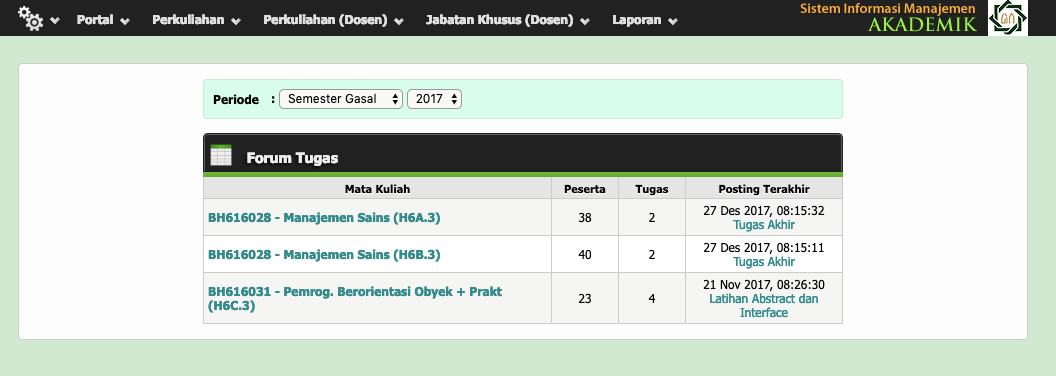 Portal Perkuliahan Perkuliahan (Dosen) Jabatan Khusus (Dosen) Laporan
Sistem Informasi Manajemen
AKADEMIK
Periode : Semester Gasal 2017
Forum Tugas
Mata Kuliah Peserta Tugas Posting Terakhir
BH616028 - Manajemen Sains (H6A.3) 38 2 27 Des 2017, 08:15:32
Tugas Akhir
BH616028 - Manajemen Sains (H6B.3) 40 2 27 Des 2017, 08:15:11
Tugas Akhir
BH616031 - Pemrog. Berorientasi Obyek + Prakt
(H6C.3)
23 4 21 Nov 2017, 08:26:30
Latihan Abstract dan
Interface